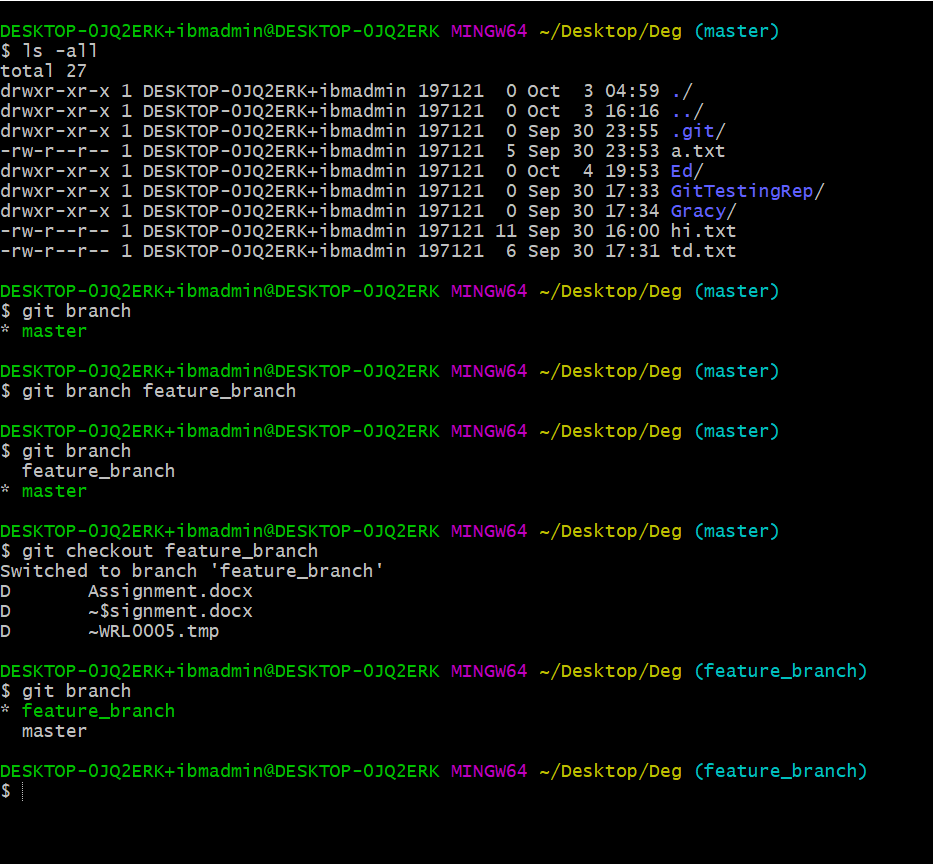 DESKTOP-0JQ2ERK+ibmadmin@DESKTOP-0JQ2ERK MINGW64 ~/Desktop/Deg (master)
$ ls -all
total 27
drwxr-xr-x 1 DESKTOP-0JQ2ERK+ibmadmin 197121  0 Oct  3 04:59 ./
drwxr-xr-x 1 DESKTOP-0JQ2ERK+ibmadmin 197121  0 Oct  3 16:16 ../
drwxr-xr-x 1 DESKTOP-0JQ2ERK+ibmadmin 197121  0 Sep 30 23:55 .git/
-rw-r--r-- 1 DESKTOP-0JQ2ERK+ibmadmin 197121  5 Sep 30 23:53 a.txt
drwxr-xr-x 1 DESKTOP-0JQ2ERK+ibmadmin 197121  0 Oct  4 19:53 Ed/
drwxr-xr-x 1 DESKTOP-0JQ2ERK+ibmadmin 197121  0 Sep 30 17:33 GitTestingRep/
drwxr-xr-x 1 DESKTOP-0JQ2ERK+ibmadmin 197121  0 Sep 30 17:34 Gracy/
-rw-r--r-- 1 DESKTOP-0JQ2ERK+ibmadmin 197121 11 Sep 30 16:00 hi.txt
-rw-r--r-- 1 DESKTOP-0JQ2ERK+ibmadmin 197121  6 Sep 30 17:31 td.txt
DESKTOP-0JQ2ERK+ibmadmin@DESKTOP-0JQ2ERK MINGW64 ~/Desktop/Deg (master)
$ git branch
* master
DESKTOP-0JQ2ERK+ibmadmin@DESKTOP-0JQ2ERK MINGW64 ~/Desktop/Deg (master)
$ git branch feature_branch
DESKTOP-0JQ2ERK+ibmadmin@DESKTOP-0JQ2ERK MINGW64 ~/Desktop/Deg (master)
$ git branch
  feature_branch
* master
DESKTOP-0JQ2ERK+ibmadmin@DESKTOP-0JQ2ERK MINGW64 ~/Desktop/Deg (master)
$ git checkout feature_branch
Switched to branch 'feature_branch'
D       Assignment.docx
D       ~$signment.docx
D       ~WRL0005.tmp
DESKTOP-0JQ2ERK+ibmadmin@DESKTOP-0JQ2ERK MINGW64 ~/Desktop/Deg (feature_branch)
$ git branch
* feature_branch
  master
DESKTOP-0JQ2ERK+ibmadmin@DESKTOP-0JQ2ERK MINGW64 ~/Desktop/Deg (feature_branch)
$